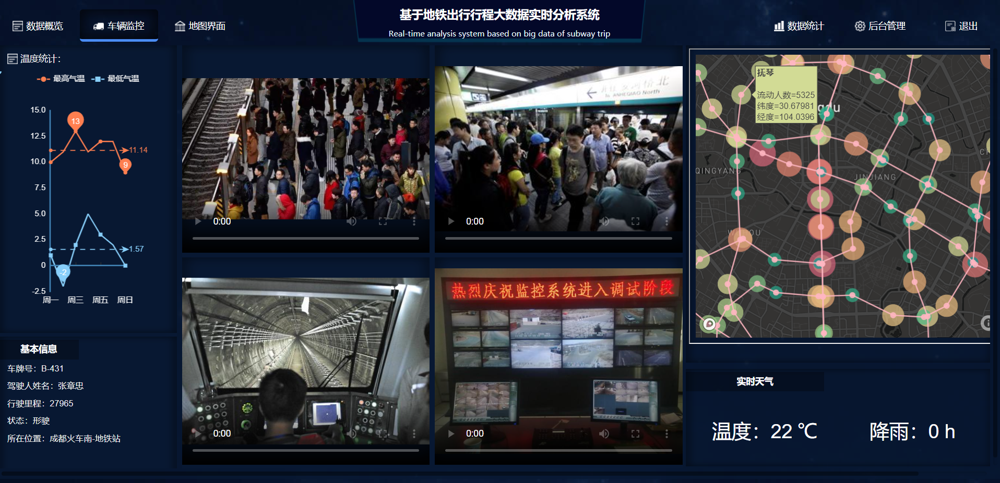 数据概览
车辆监控
地图界面
基于地铁出行行程大数据实时分析系统
Real-time analysis system based on big data of subway trip
数据统计
后台管理
退出
温度统计:
最高气温
最低气温
15.0
12.5
10.0
7.5
5.0
2.5
0
-2.5
13
11.14
9
1.57
-2
周一
周三
周五
周日
基本信息
车牌号：B-431
驾驶人姓名：张章忠
行驶里程：27965
状态：形驶
所在位置：成都火车南-地铁站
0:00
北
To ANHEQIAO North
0:00
0:00
热烈庆祝监控系统进入调试阶段
0:00
抚琴
流动人数=5325
纬度=30.67981
经度=104.0396
QINGYANG
JINJIANG
实时天气
温度：22 ℃
降雨：0 h